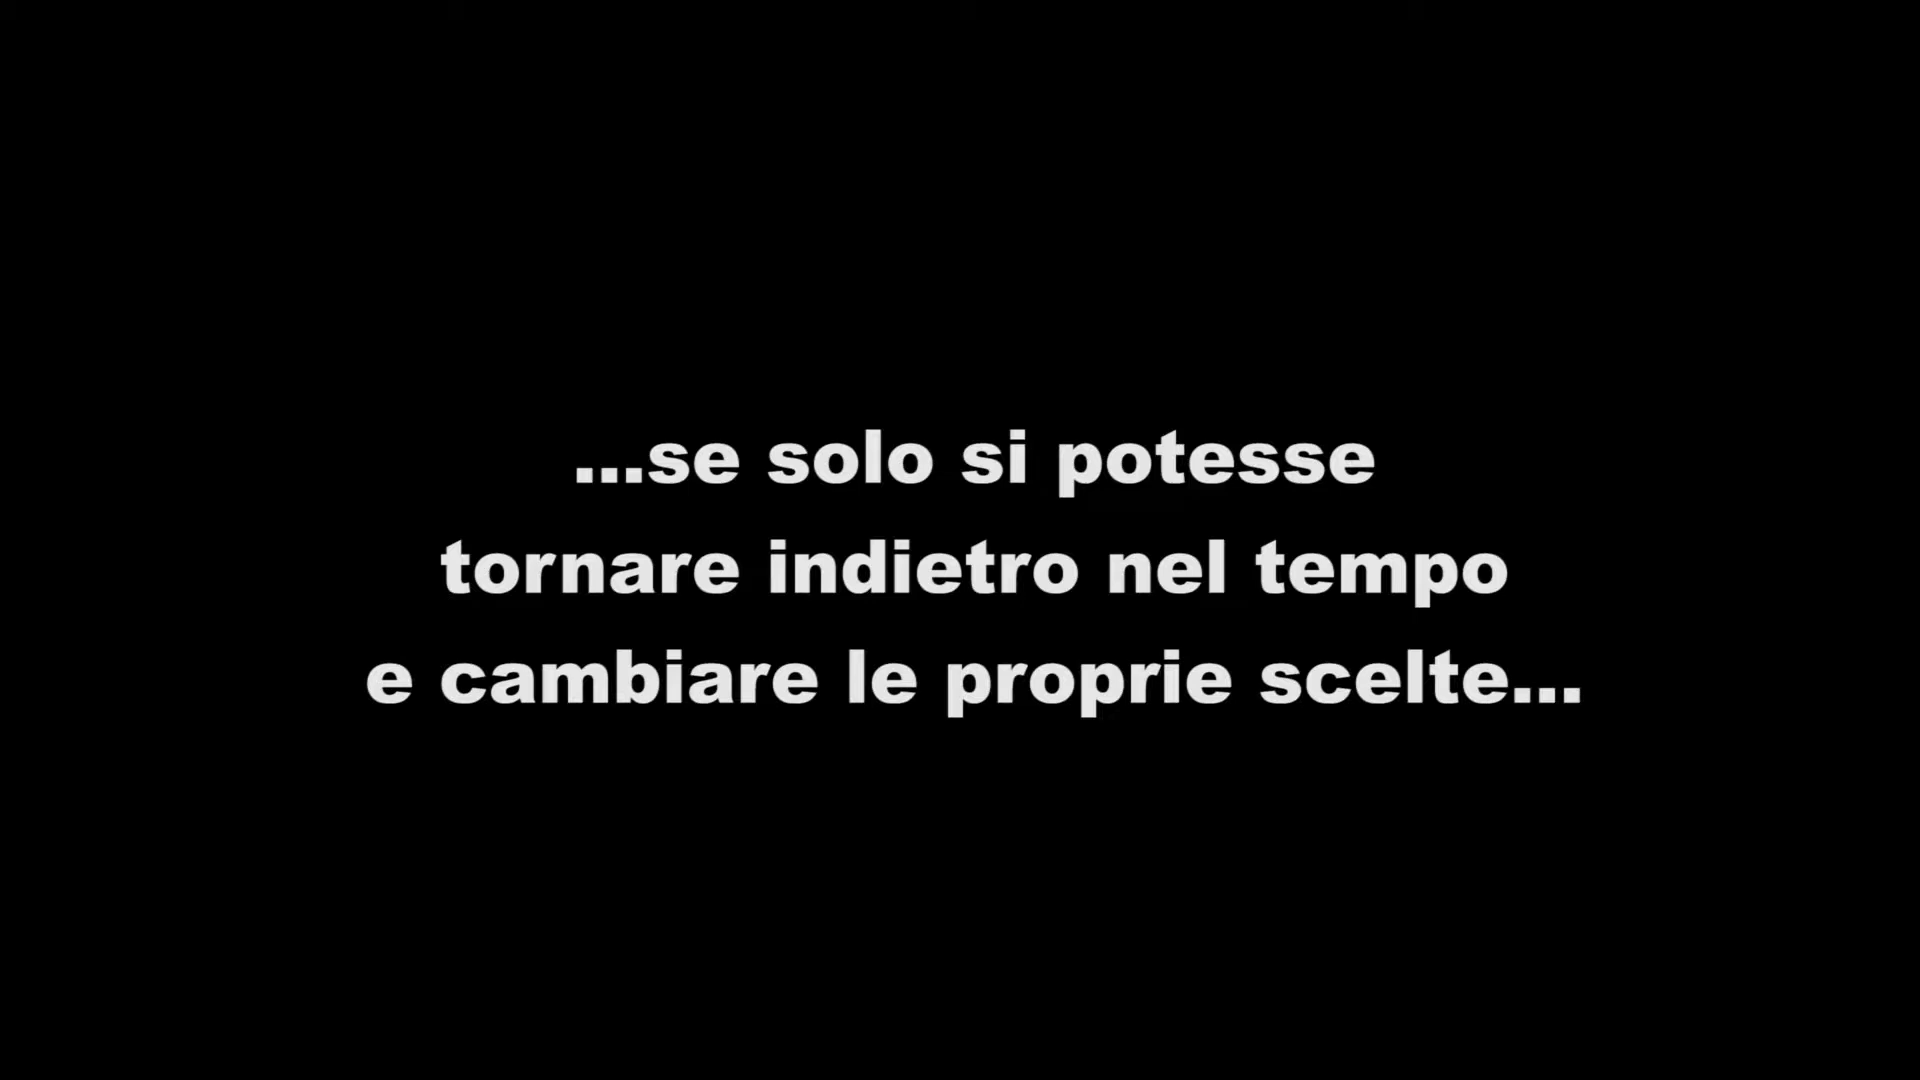 ...se solo si potesse
tornare indietro nel tempo
e cambiare le proprie scelte...